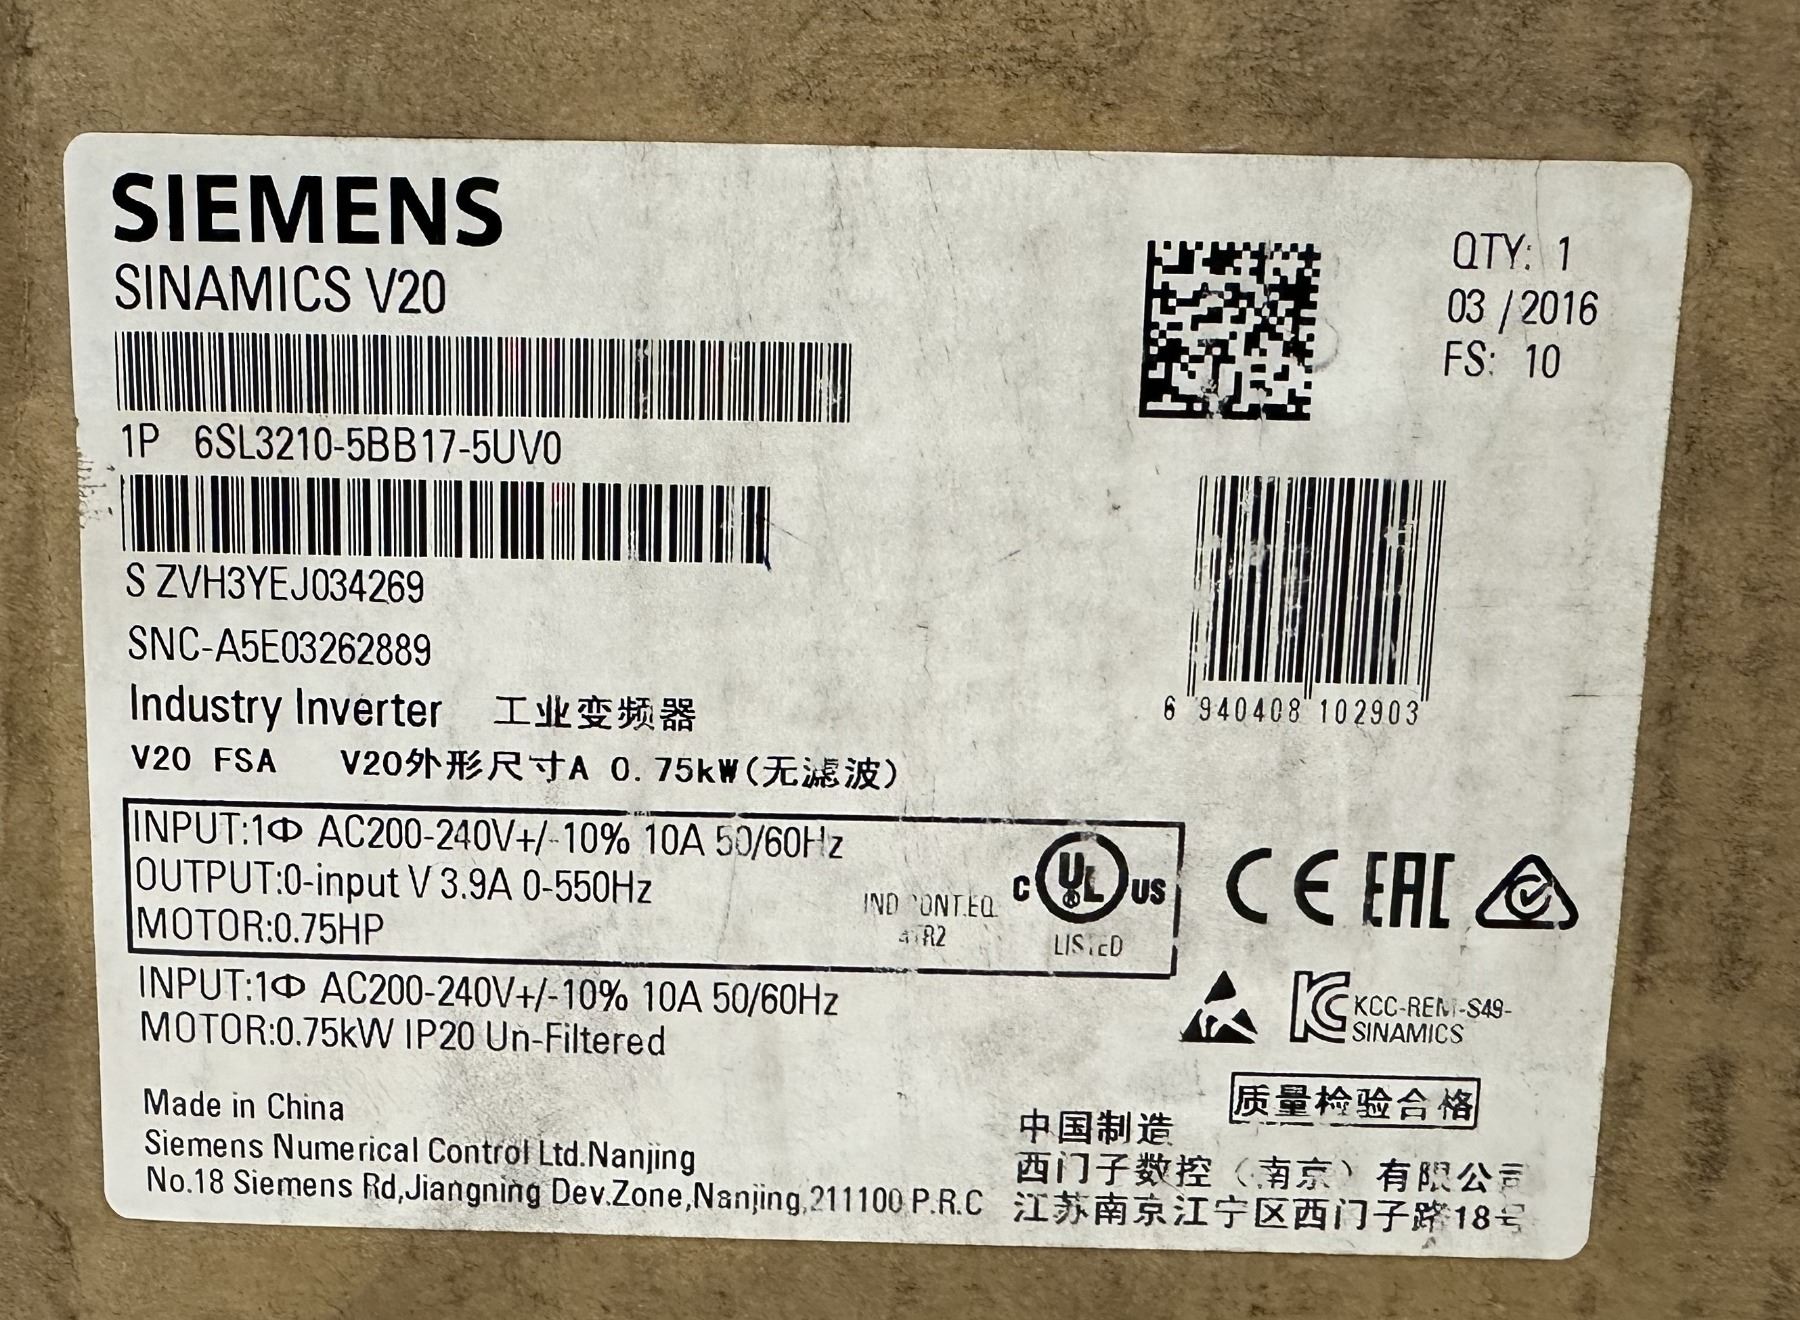 SIEMENS
SINAMICS V20
QTY: 1
03 / 2016
FS: 10
1P 6SL3210-5BB17-5UV0
S ZVH3YEJ034269
SNC-A5E03262889
6 940408 102903
Industry Inverter 工业变频器
V20 FSA V20外形尺寸A 0.75kW(无滤波)
INPUT:1Φ AC200-240V+/-10% 10A 50/60Hz
OUTPUT:0-input V 3.9A 0-550Hz
MOTOR:0.75HP
IND
C UL US
LISTED
CE EAC
INPUT:1Φ AC200-240V+/-10% 10A 50/60Hz
MOTOR:0.75kW IP20 Un-Filtered
KC
SINAMICS
质量检验合格
Made in China
Siemens Numerical Control Ltd.Nanjing
No.18 Siemens Rd,Jiangning Dev.Zone,Nanjing,211100 P.R.C
中国制造
西门子数控（南京）有限公司
江苏南京江宁区西门子路18号